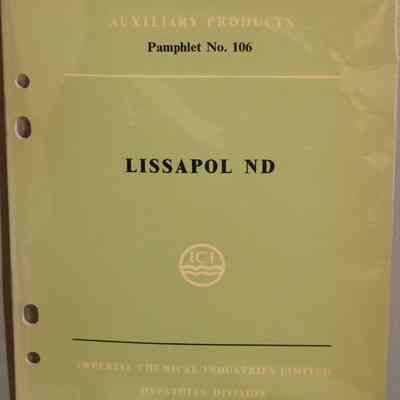 AUXILIARY PRODUCTS
Pamphlet No. 106
LISSAPOL ND
ICI
IMPERIAL CHEMICAL INDUSTRIES LIMITED
DYESTUFFS DIVISION